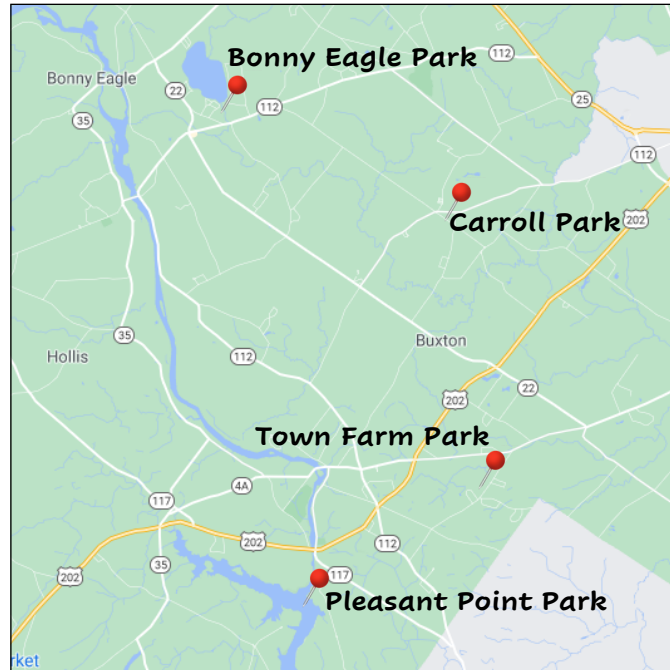 Bonny Eagle Park
112
Bonny Eagle
22
25
35
112
112
Carroll Park
202
35
Hollis
112
Buxton
22
202
Town Farm Park
4A
117
202
112
35
202
117
Pleasant Point Park
rket